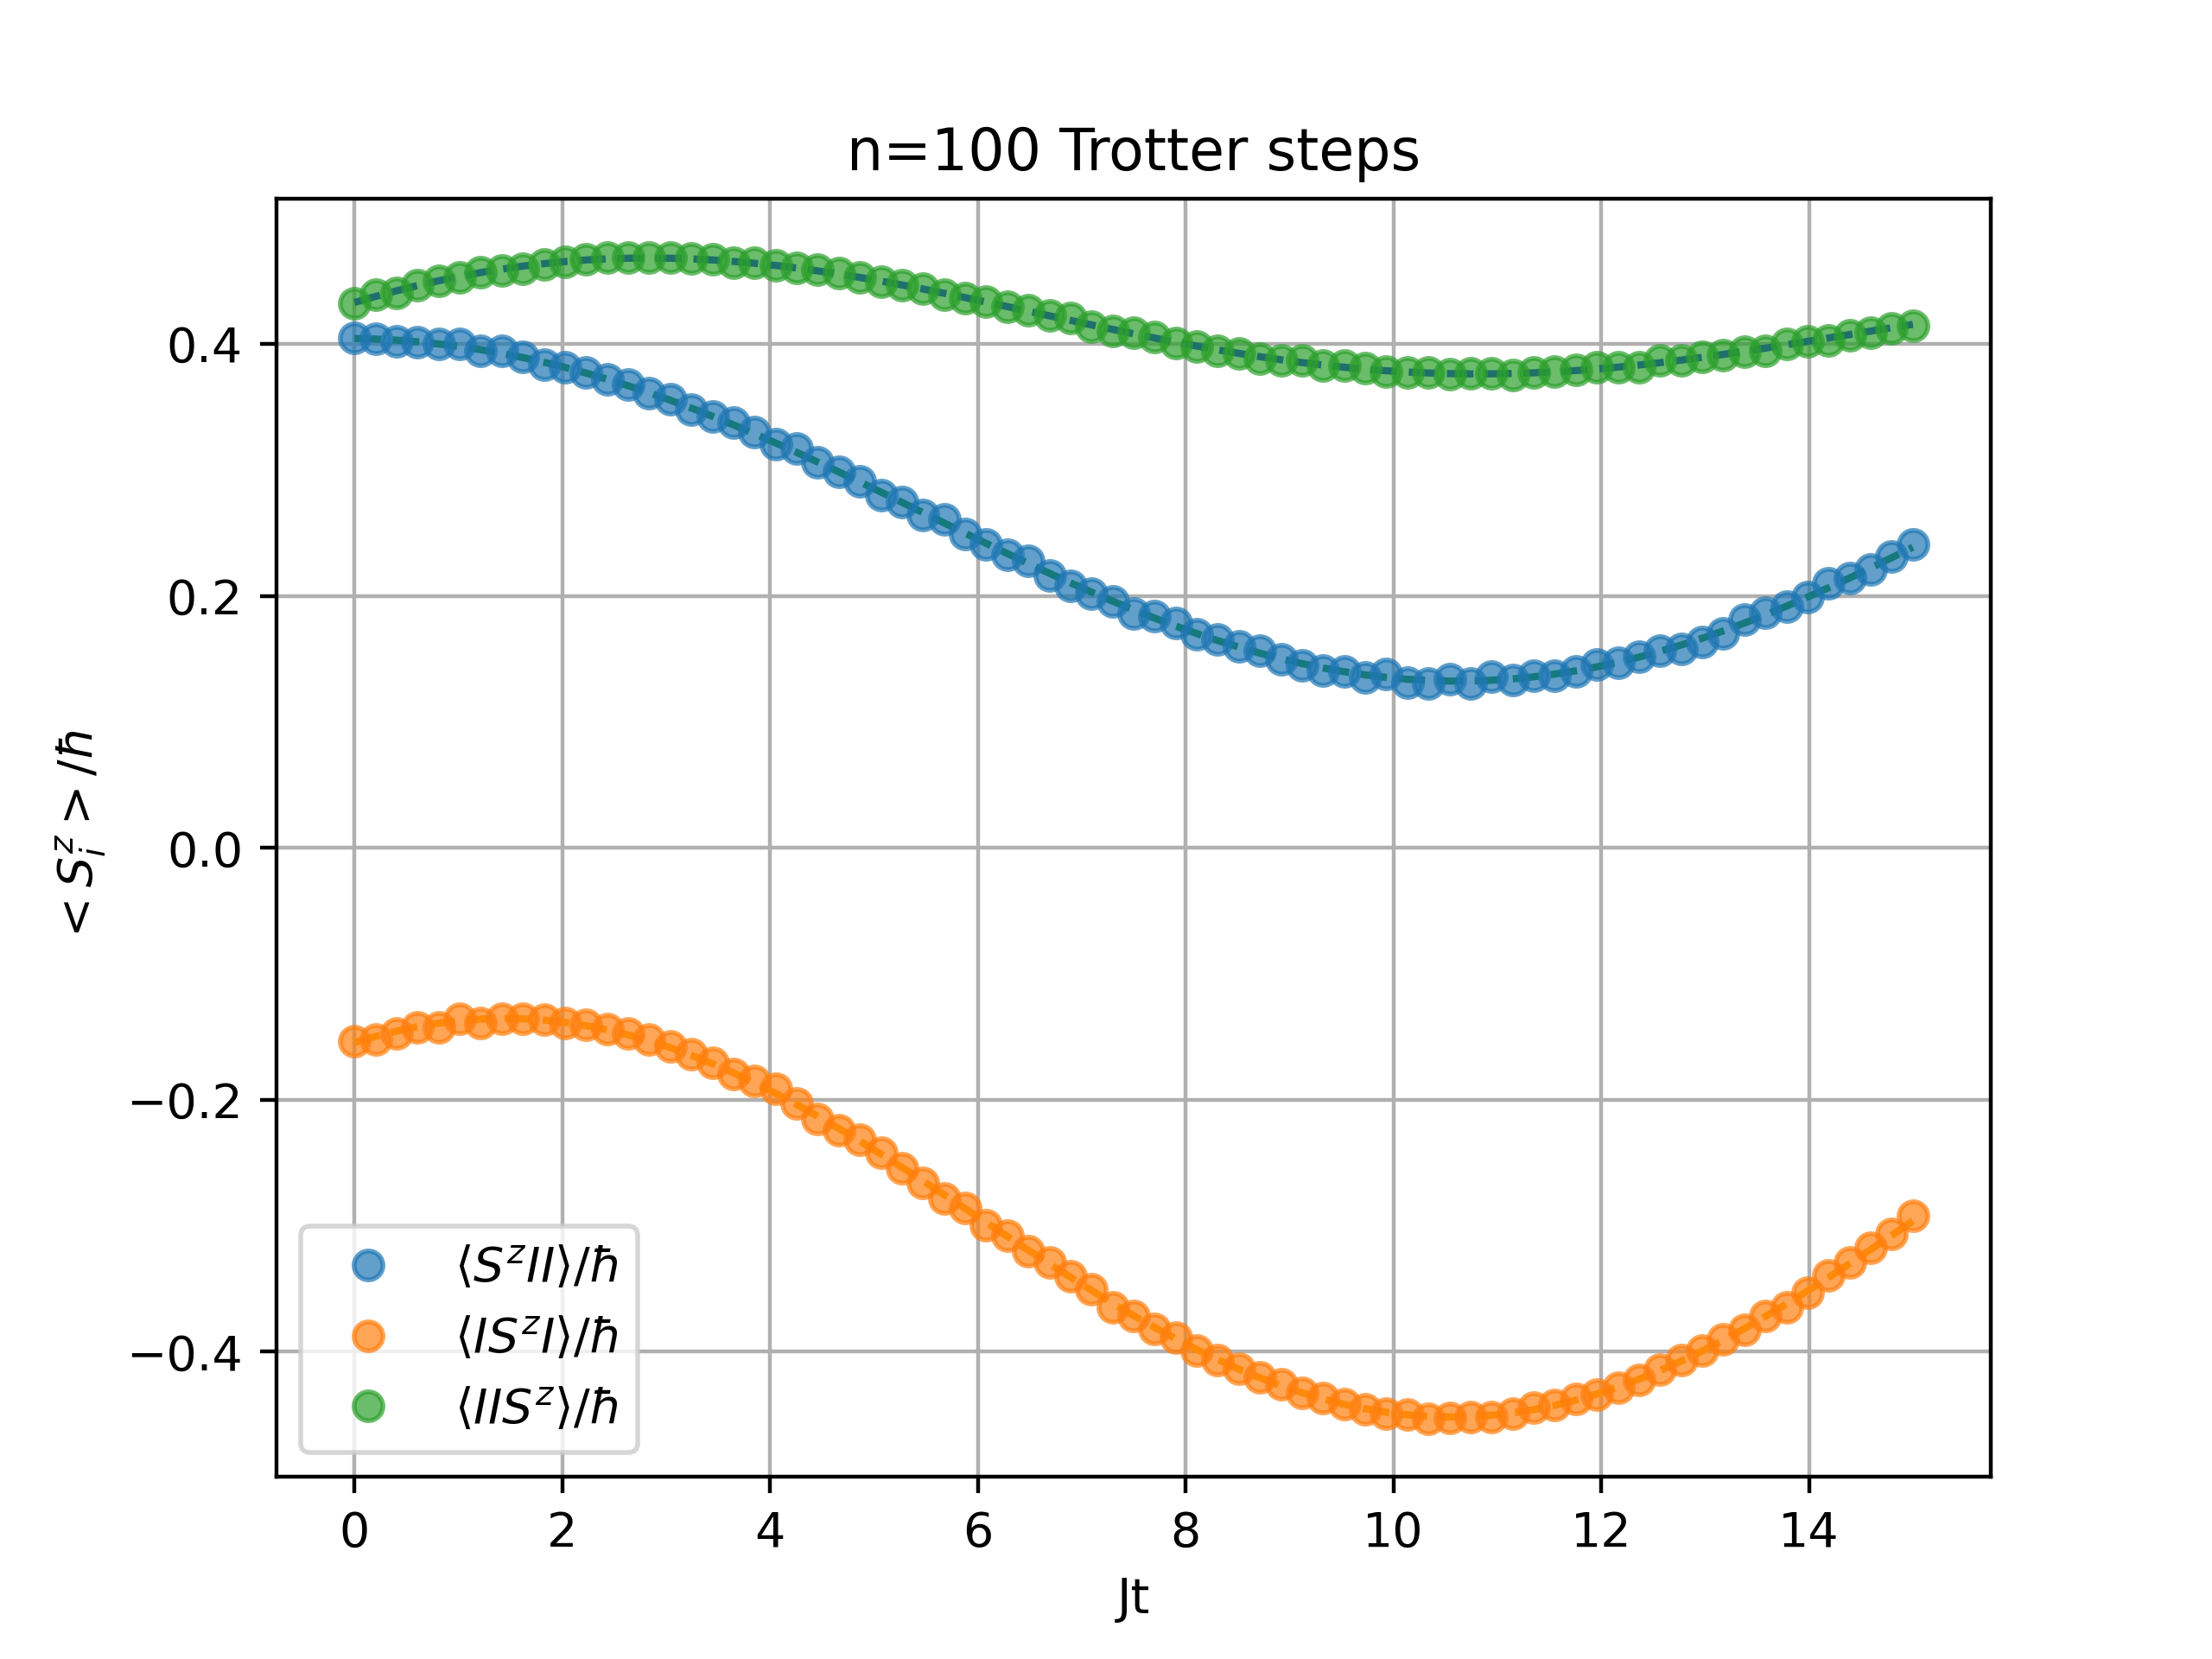 n=100 Trotter steps
0.4
0.2
0.0
−0.2
−0.4
< S_i^z > /ħ
⟨S^z II⟩/ħ
⟨IS^z I⟩/ħ
⟨IIS^z⟩/ħ
0 2 4 6 8 10 12 14
Jt